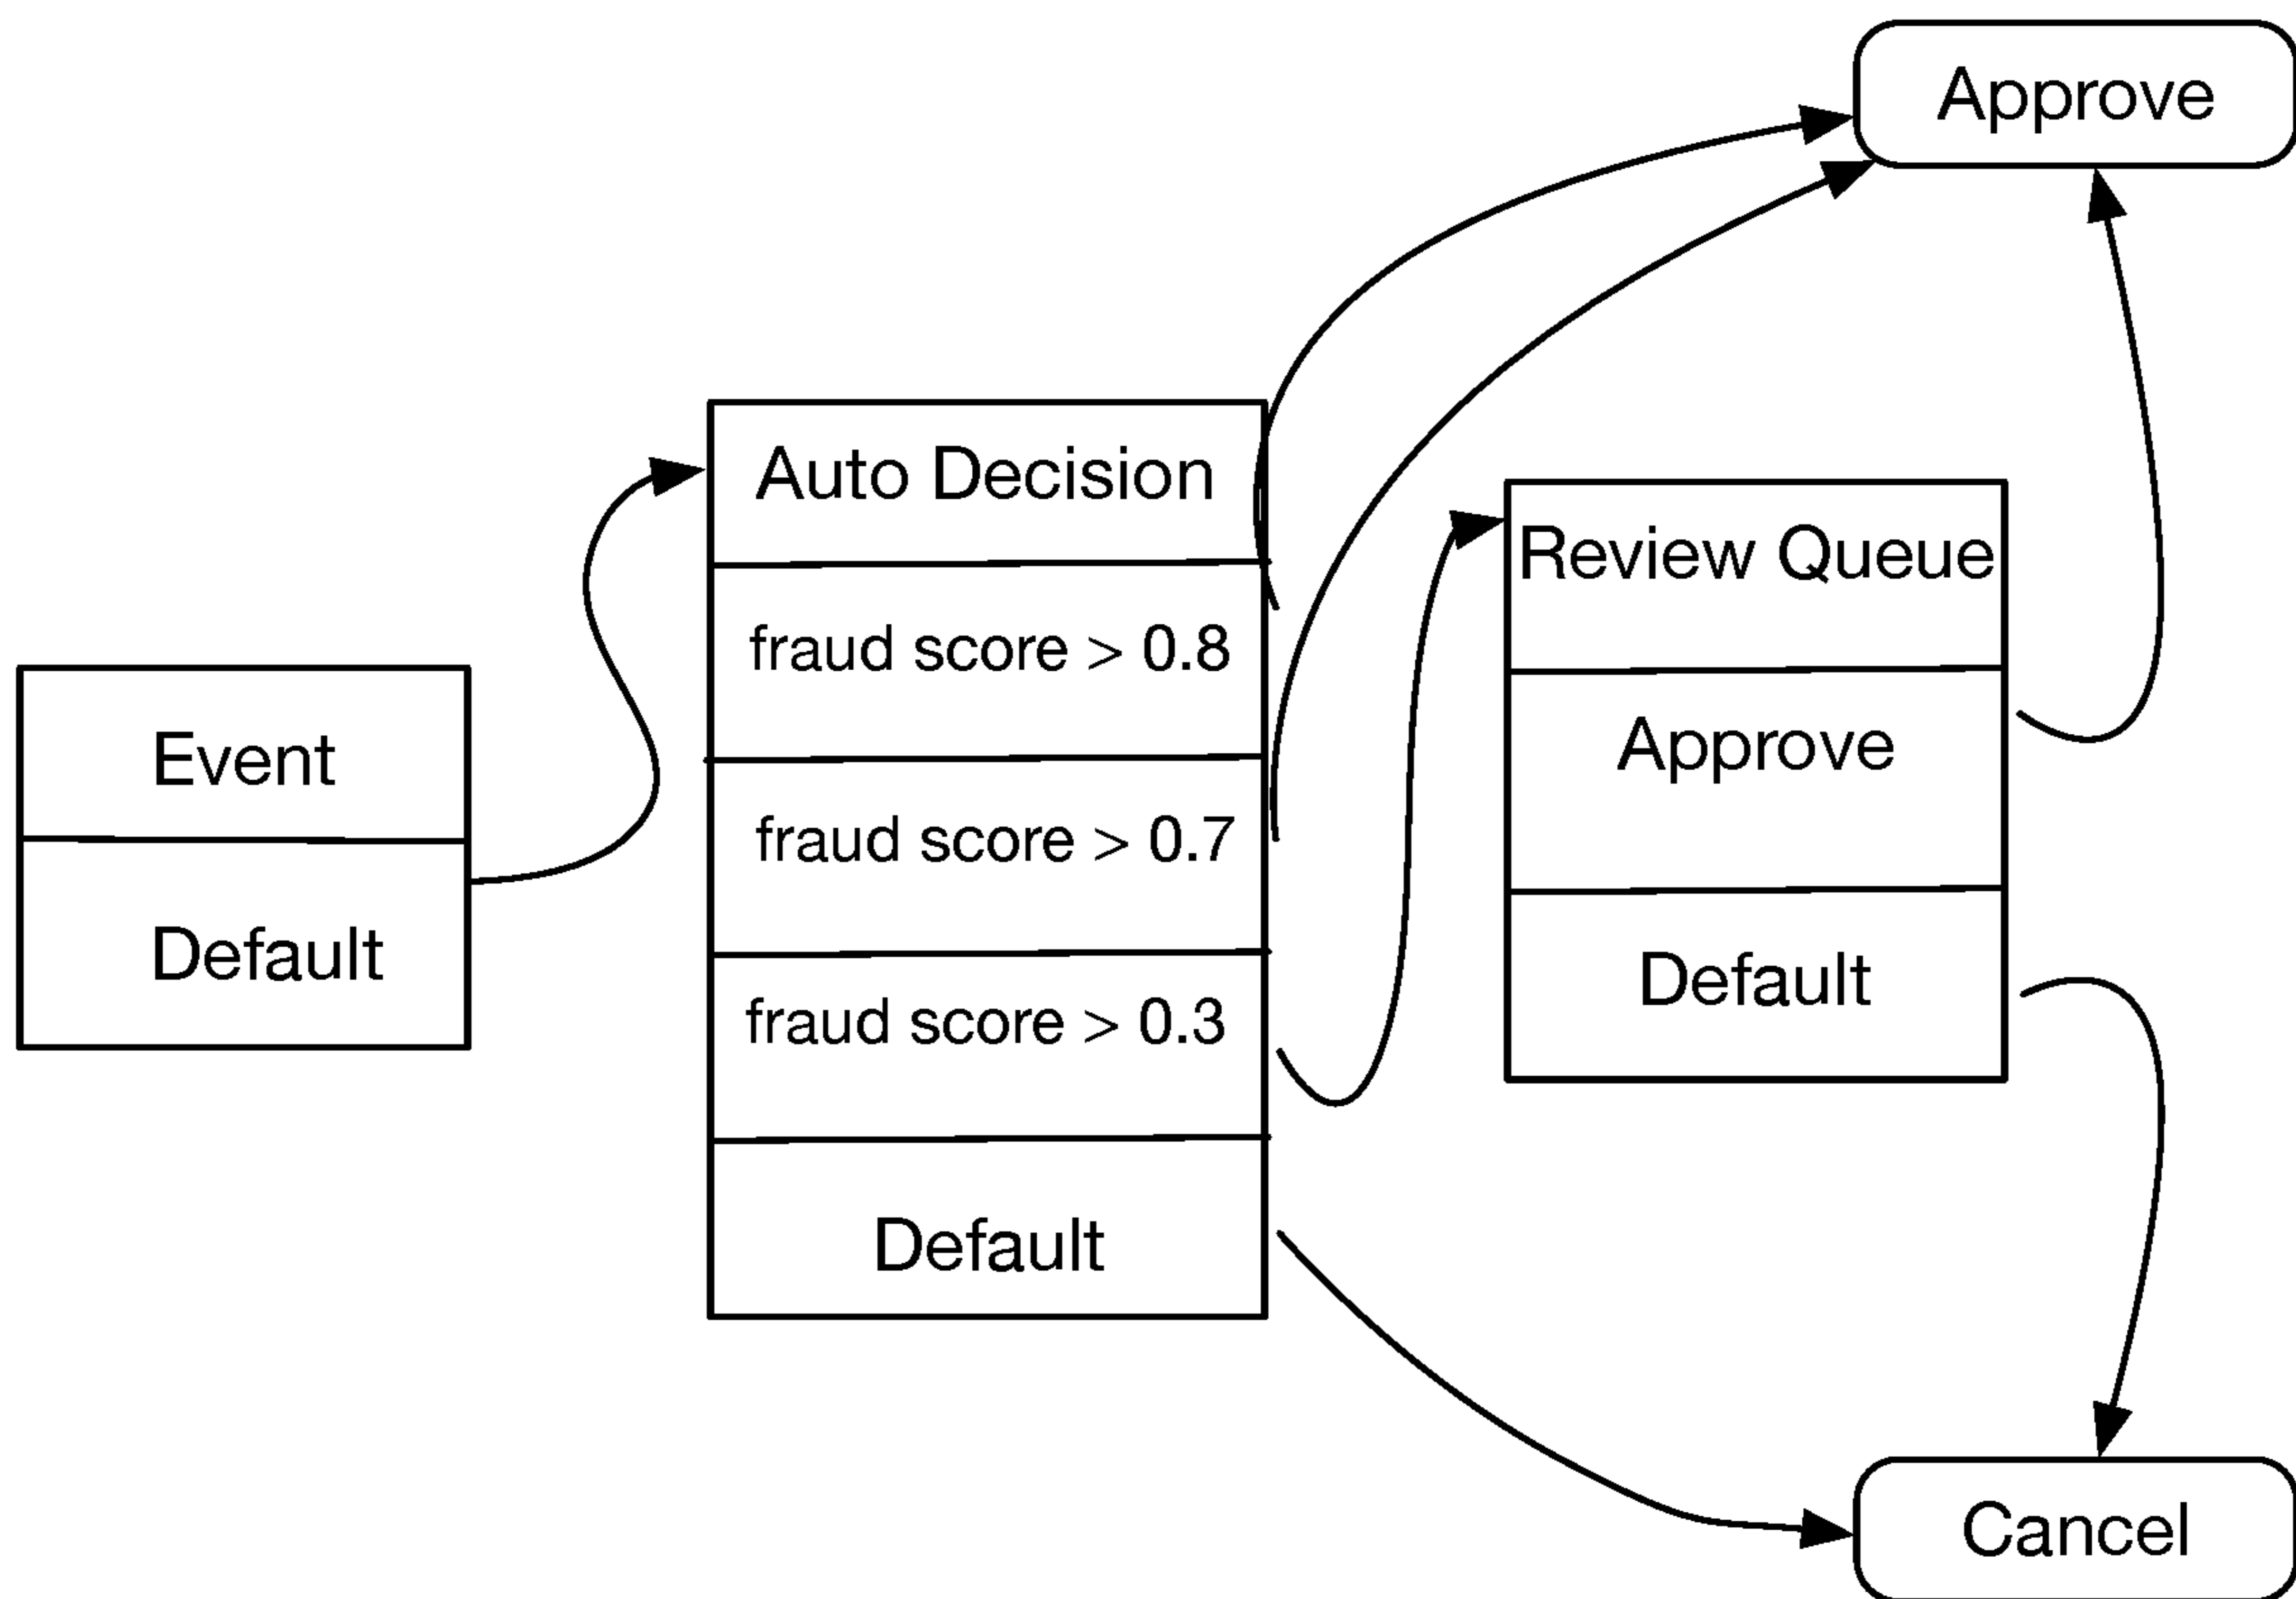 Approve
Auto Decision
fraud score > 0.8
fraud score > 0.7
fraud score > 0.3
Default
Event
Default
Review Queue
Approve
Default
Cancel